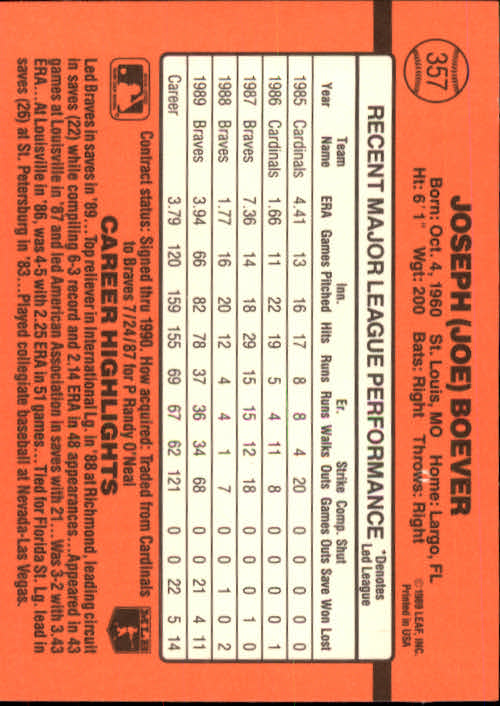 357
JOSEPH (JOE) BOEVER
Born: Oct. 4, 1960 St. Louis, MO Home: Largo, FL
Ht: 6' 1" Wgt: 200 Bats: Right Throws: Right
©1989 LEAF, INC.
Printed in USA
RECENT MAJOR LEAGUE PERFORMANCE
*Denotes
Led League
Team Inn. Er. Strike Comp. Shut
Year Name ERA Games Pitched Hits Runs Runs Walks Outs Games Outs Save Won Lost
1985 Cardinals 4.41 13 16 17 8 8 4 20 0 0 0 0 0
1986 Cardinals 1.66 11 22 19 5 4 11 8 0 0 0 0 1
1987 Braves 7.36 14 18 29 15 15 12 18 0 0 0 1 0
1988 Braves 1.77 16 20 12 4 4 1 7 0 0 1 0 2
1989 Braves 3.94 66 82 78 37 36 34 68 0 0 21 4 11
Career 3.79 120 159 155 69 67 62 121 0 0 22 5 14
Contract status: Signed thru 1990 How acquired: Traded from Cardinals
to Braves 7/24/87 for P Randy O'Neal
MLB
CAREER HIGHLIGHTS
Led Braves in saves in '89...Top reliever in International Lg. in '88 at Richmond, leading circuit
in saves (22) while compiling 6-3 record and 2.14 ERA in 48 appearances...Appeared in 43
games at Louisville in '87 and led American Association in saves with 21...Was 3-2 with 3.43
ERA...At Louisville in '86, was 4-5 with 2.25 ERA in 51 games...Tied for Florida St. Lg. lead in
saves (26) at St. Petersburg in '83...Played collegiate baseball at Nevada-Las Vegas.